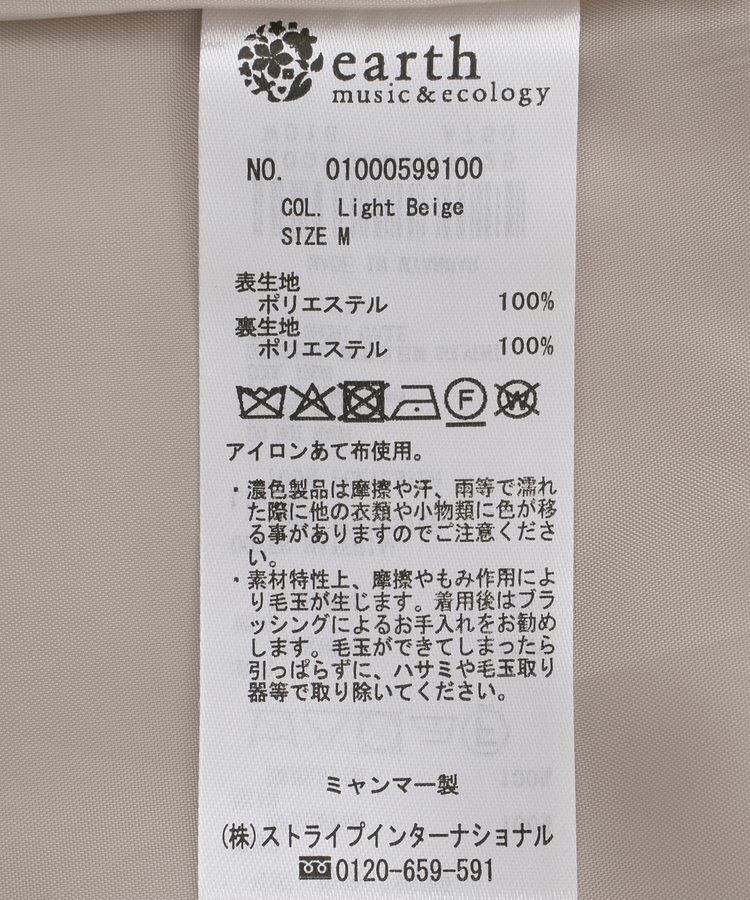 earth
music&ecology
NO. 01000599100
COL. Light Beige
SIZE M
表生地
ポリエステル 100%
裏生地
ポリエステル 100%
F
W
アイロンあて布使用。
・濃色製品は摩擦や汗、雨等で濡れ
た際に他の衣類や小物類に色が移
る事がありますのでご注意くださ
い。
・素材特性上、摩擦やもみ作用によ
り毛玉が生じます。着用後はブラ
ッシングによるお手入れをお勧め
します。毛玉ができてしまったら
引っぱらずに、ハサミや毛玉取り
器等で取り除いてください。
ミャンマー製
(株)ストライプインターナショナル
0120-659-591